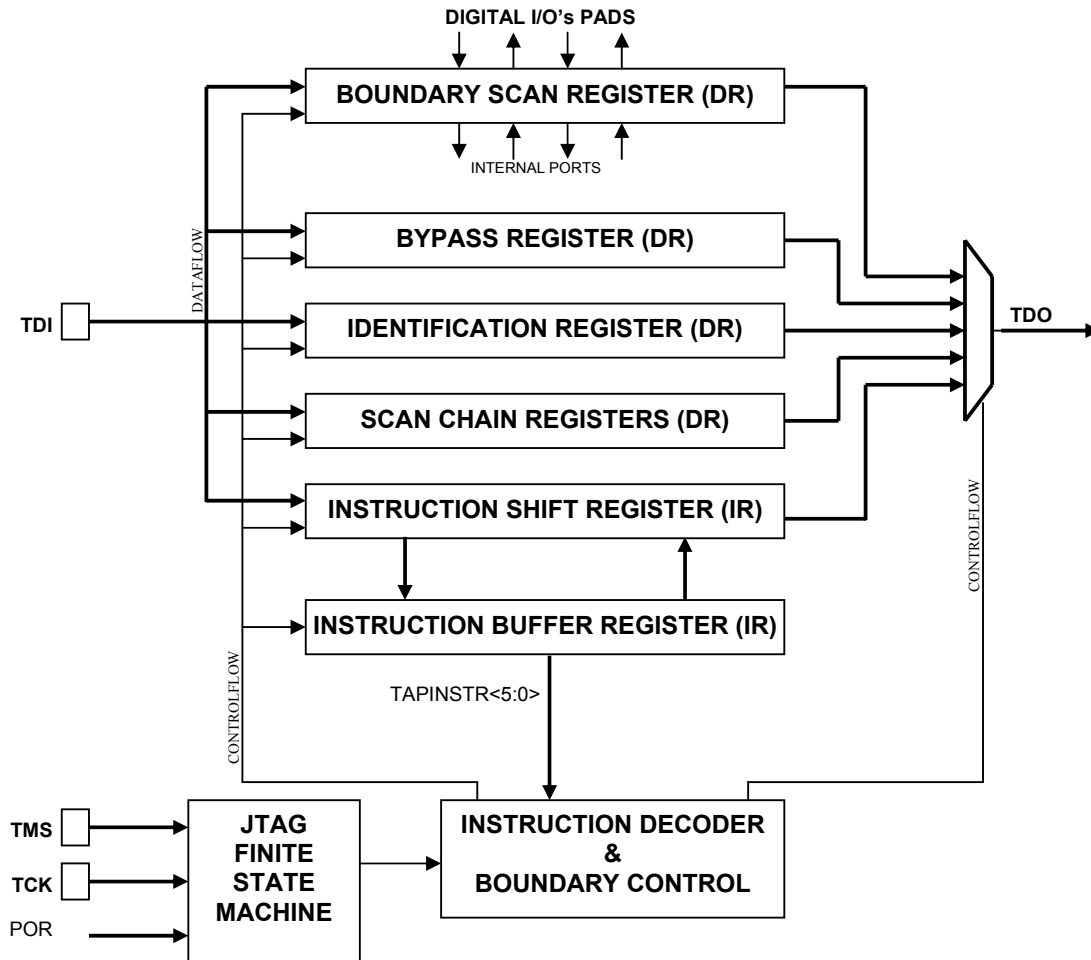 DIGITAL I/O's PADS
BOUNDARY SCAN REGISTER (DR)
INTERNAL PORTS
BYPASS REGISTER (DR)
DATAFLOW
TDI
IDENTIFICATION REGISTER (DR)
TDO
SCAN CHAIN REGISTERS (DR)
INSTRUCTION SHIFT REGISTER (IR)
CONTROLFLOW
INSTRUCTION BUFFER REGISTER (IR)
TAPINSTR<5:0>
CONTROLFLOW
TMS
TCK
POR
JTAG
FINITE
STATE
MACHINE
INSTRUCTION DECODER
&
BOUNDARY CONTROL